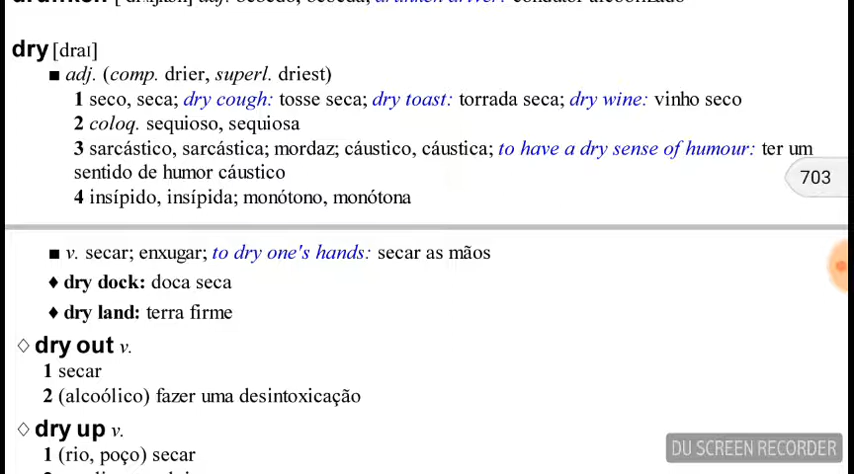 dry [draɪ]
■ adj. (comp. drier, superl. driest)
1 seco, seca; dry cough: tosse seca; dry toast: torrada seca; dry wine: vinho seco
2 coloq. sequioso, sequiosa
3 sarcástico, sarcástica; mordaz; cáustico, cáustica; to have a dry sense of humour: ter um
sentido de humor cáustico
703
4 insípido, insípida; monótono, monótona
■ v. secar; enxugar; to dry one's hands: secar as mãos
♦ dry dock: doca seca
♦ dry land: terra firme
◊ dry out v.
1 secar
2 (alcoólico) fazer uma desintoxicação
◊ dry up v.
1 (rio, poço) secar
DU SCREEN RECORDER